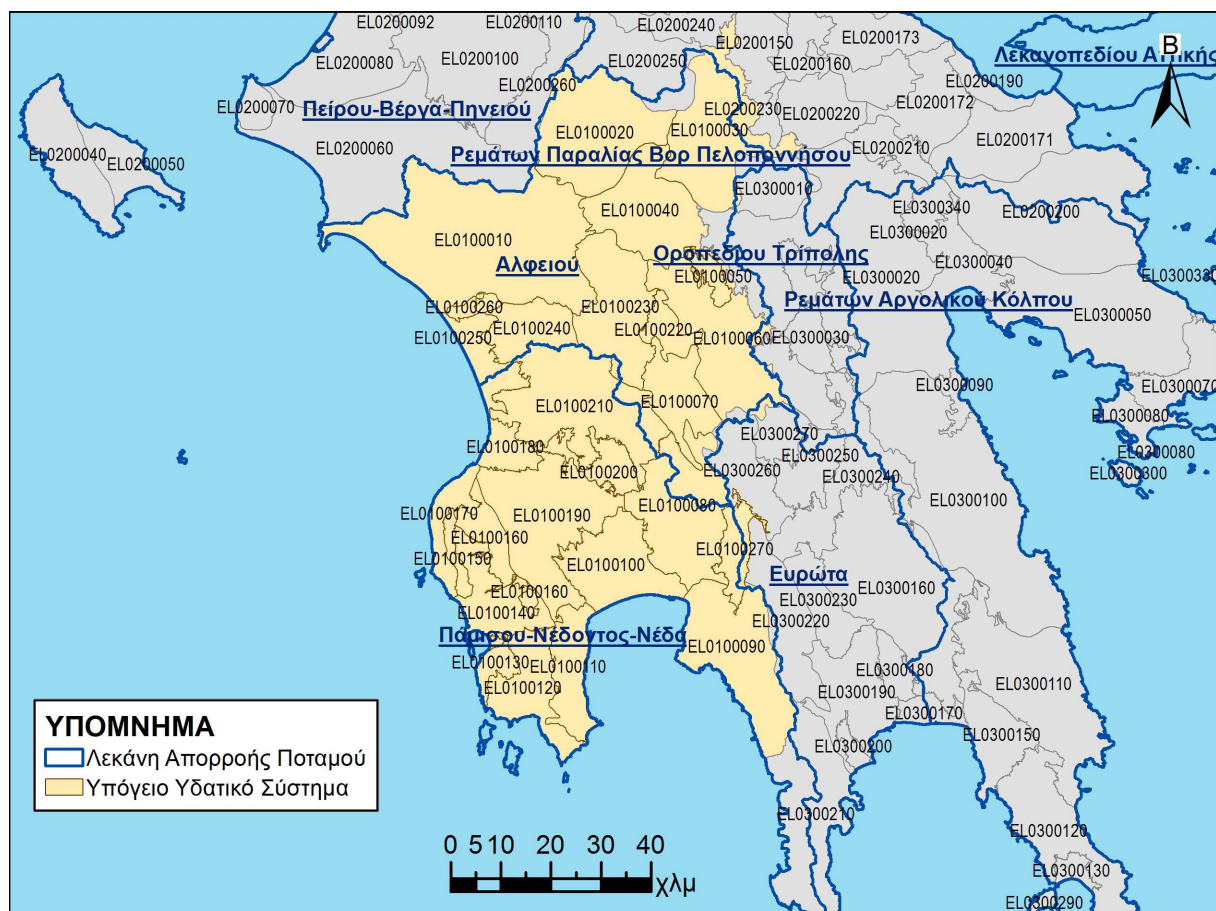 EL0200092
EL0200110
EL0200240
EL0200173
EL0200150
Λεκανοπεδίου Αττικής
B
EL0200080
EL0200100
EL0200250
EL0200160
EL0200190
EL0200260
EL0200070
Πείρου-Βέργα-Πηνειού
EL0200230
EL0200220
EL0200172
EL0100020
EL0100030
EL0200171
EL0200060
EL0200210
EL0200040
EL0200050
Ρεμάτων Παραλίας Βορ Πελοποννήσου
EL0300010
EL0100040
EL0300340
EL0200200
EL0300020
EL0100010
Οροπεδίου Τρίπολης
Αλφειού
EL0100050
EL0300020
EL0300040
EL0300330
Ρεμάτων Αργολικού Κόλπου
EL0100260
EL0100230
EL0300050
EL0100240
EL0100220
EL0100250
EL0100060
EL0300030
EL0300090
EL0300070
EL0100210
EL0100070
EL0300080
EL0300270
EL0100180
EL0300250
EL0300080
EL0100200
EL0300260
EL0300240
EL0300300
EL0100080
EL0300100
EL0100170
EL0100190
EL0100160
EL0100150
EL0100270
EL0100100
Ευρώτα
EL0300160
EL0100160
EL0300230
EL0100140
EL0300220
Πάμισου-Νέδοντος-Νέδα
EL0100090
EL0100130
EL0100110
EL0300180
EL0100120
EL0300190
EL0300110
EL0300170
EL0300150
EL0300200
ΥΠΟΜΝΗΜΑ
Λεκάνη Απορροής Ποταμού
Υπόγειο Υδατικό Σύστημα
EL0300210
EL0300120
0 5 10 20 30 40
χλμ
EL0300130
EL0300290